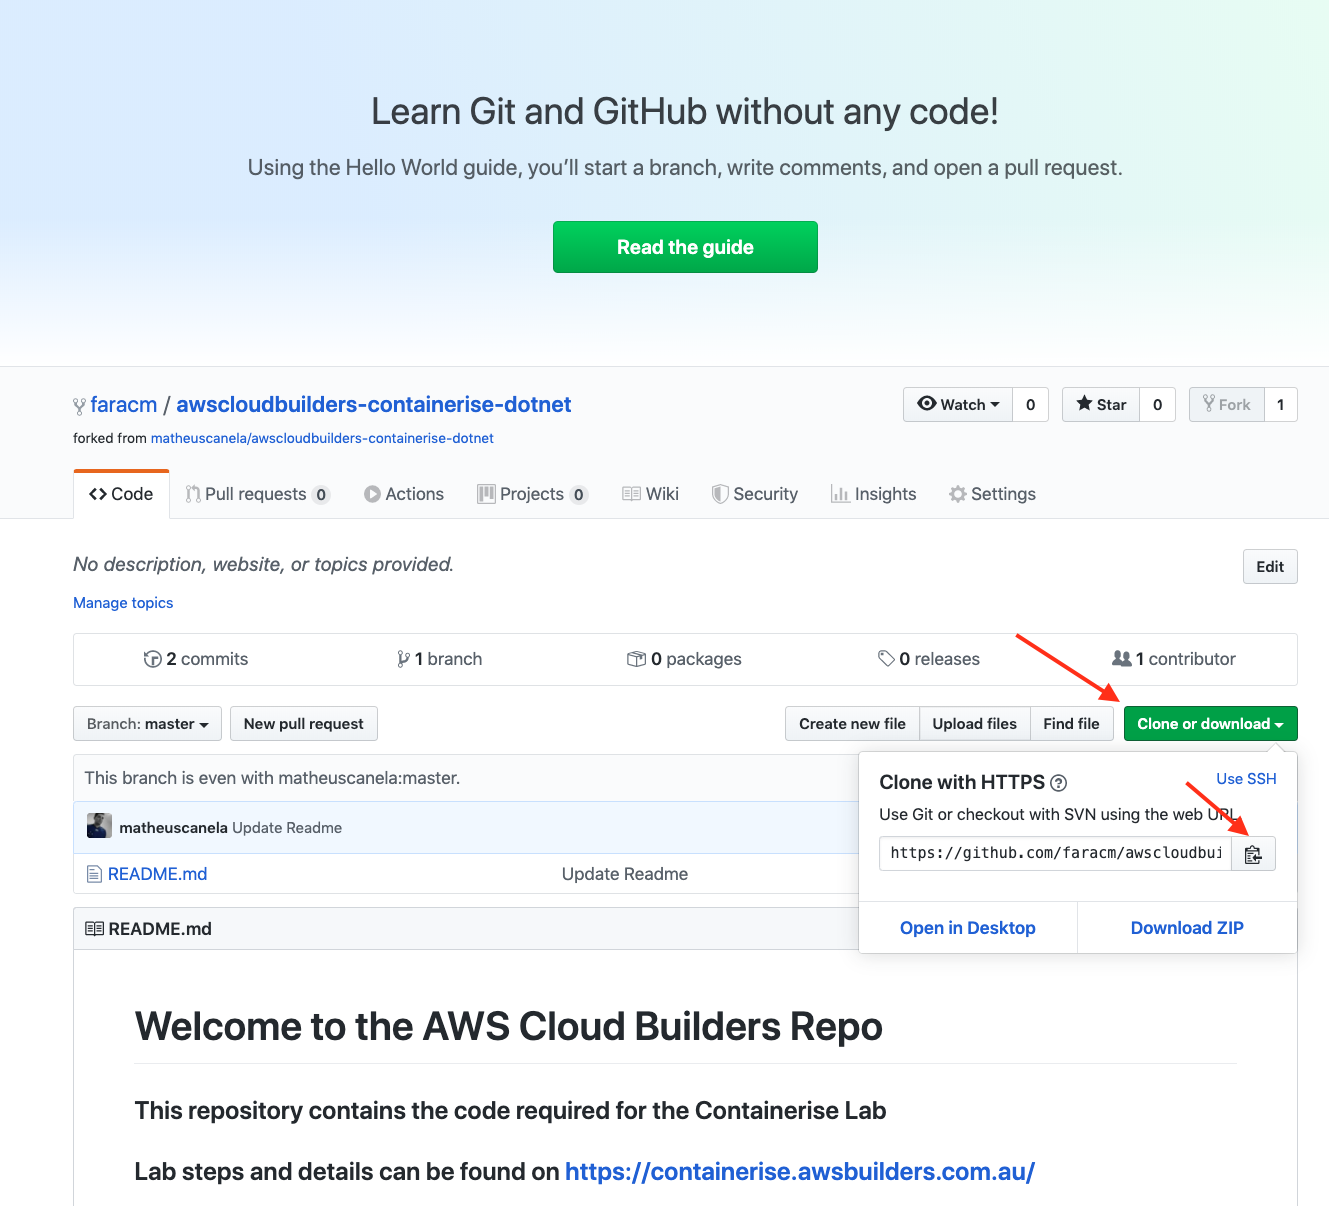 Learn Git and GitHub without any code!
Using the Hello World guide, you’ll start a branch, write comments, and open a pull request.
Read the guide
faracm / awscloudbuilders-containerise-dotnet
Watch 0 Star 0 Fork 1
forked from matheuscanela/awscloudbuilders-containerise-dotnet
Code Pull requests 0 Actions Projects 0 Wiki Security Insights Settings
No description, website, or topics provided.
Edit
Manage topics
2 commits 1 branch 0 packages 0 releases 1 contributor
Branch: master New pull request Create new file Upload files Find file Clone or download
This branch is even with matheuscanela:master.
matheuscanela Update Readme
README.md Update Readme
Clone with HTTPS Use SSH
Use Git or checkout with SVN using the web URL
https://github.com/faracm/awscloudbui
Open in Desktop Download ZIP
README.md
Welcome to the AWS Cloud Builders Repo
This repository contains the code required for the Containerise Lab
Lab steps and details can be found on https://containerise.awsbuilders.com.au/